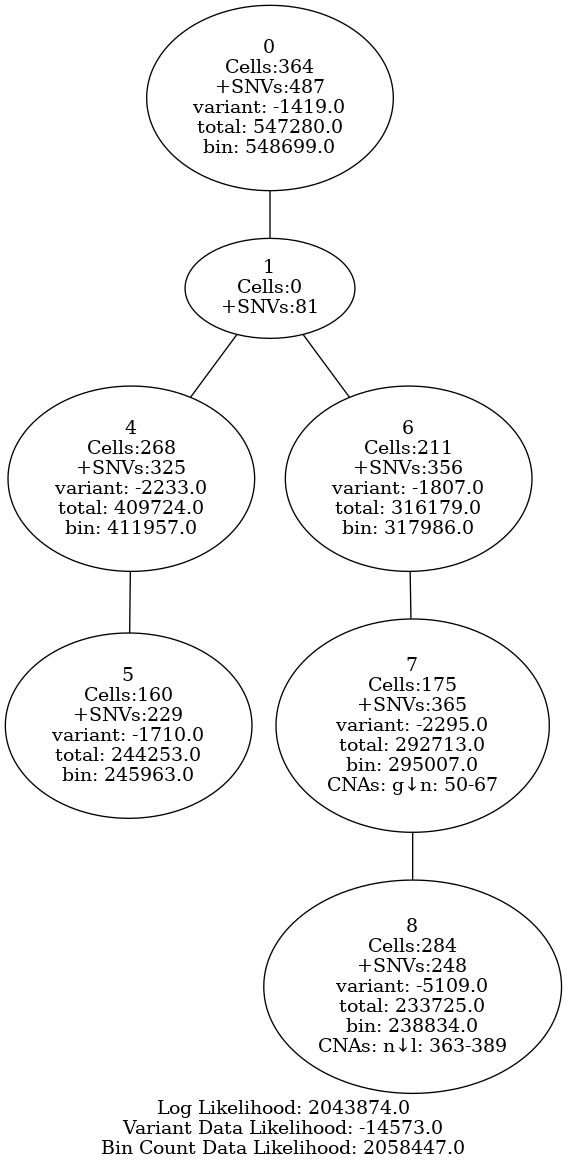 0
Cells:364
+SNVs:487
variant: -1419.0
total: 547280.0
bin: 548699.0
1
Cells:0
+SNVs:81
4
Cells:268
+SNVs:325
variant: -2233.0
total: 409724.0
bin: 411957.0
6
Cells:211
+SNVs:356
variant: -1807.0
total: 316179.0
bin: 317986.0
5
Cells:160
+SNVs:229
variant: -1710.0
total: 244253.0
bin: 245963.0
7
Cells:175
+SNVs:365
variant: -2295.0
total: 292713.0
bin: 295007.0
CNAs: g↓n: 50-67
8
Cells:284
+SNVs:248
variant: -5109.0
total: 233725.0
bin: 238834.0
CNAs: n↓l: 363-389
Log Likelihood: 2043874.0
Variant Data Likelihood: -14573.0
Bin Count Data Likelihood: 2058447.0